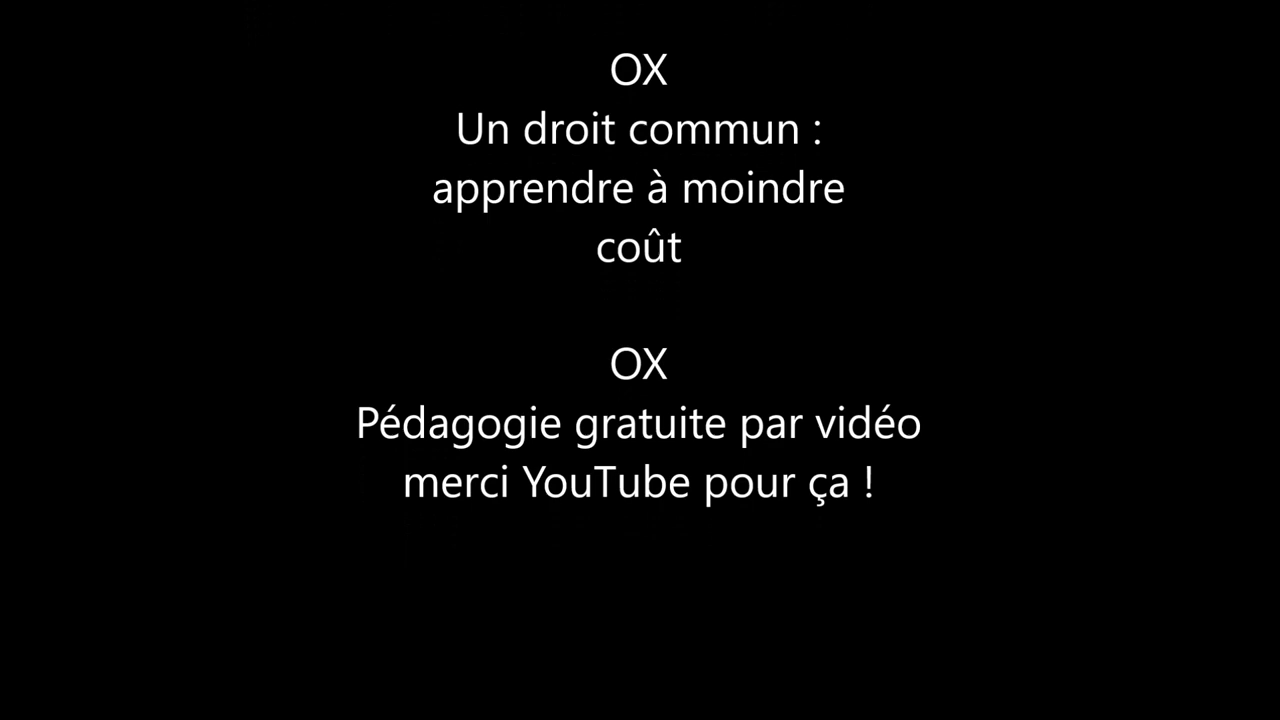 OX
Un droit commun :
apprendre à moindre
coût
OX
Pédagogie gratuite par vidéo
merci YouTube pour ça !